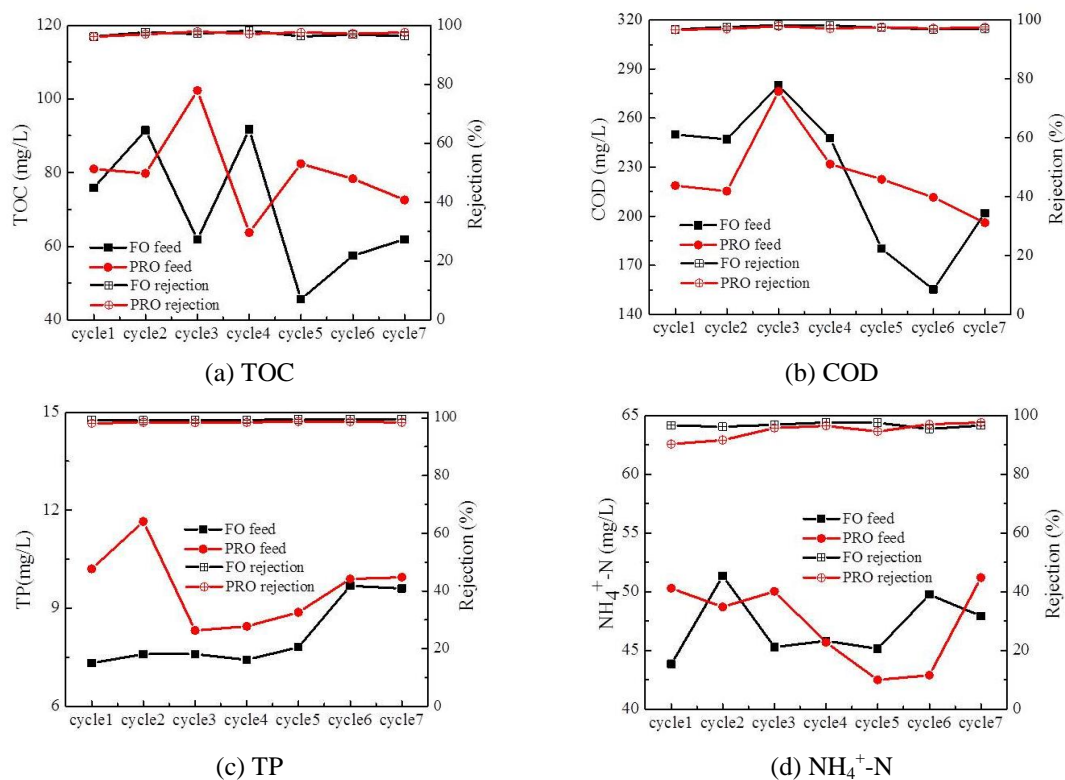 120
100
80
60
40
TOC (mg/L)
100
80
60
40
20
0
Rejection (%)
FO feed
PRO feed
FO rejection
PRO rejection
cycle1 cycle2 cycle3 cycle4 cycle5 cycle6 cycle7
(a) TOC
320
290
260
230
200
170
140
COD (mg/L)
100
80
60
40
20
0
Rejection (%)
FO feed
PRO feed
FO rejection
PRO rejection
cycle1 cycle2 cycle3 cycle4 cycle5 cycle6 cycle7
(b) COD
15
12
9
6
TP(mg/L)
100
80
60
40
20
0
Rejection (%)
FO feed
PRO feed
FO rejection
PRO rejection
cycle1 cycle2 cycle3 cycle4 cycle5 cycle6 cycle7
(c) TP
65
60
55
50
45
40
NH₄⁺-N (mg/L)
100
80
60
40
20
0
Rejection (%)
FO feed
PRO feed
FO rejection
PRO rejection
cycle1 cycle2 cycle3 cycle4 cycle5 cycle6 cycle7
(d) NH₄⁺-N